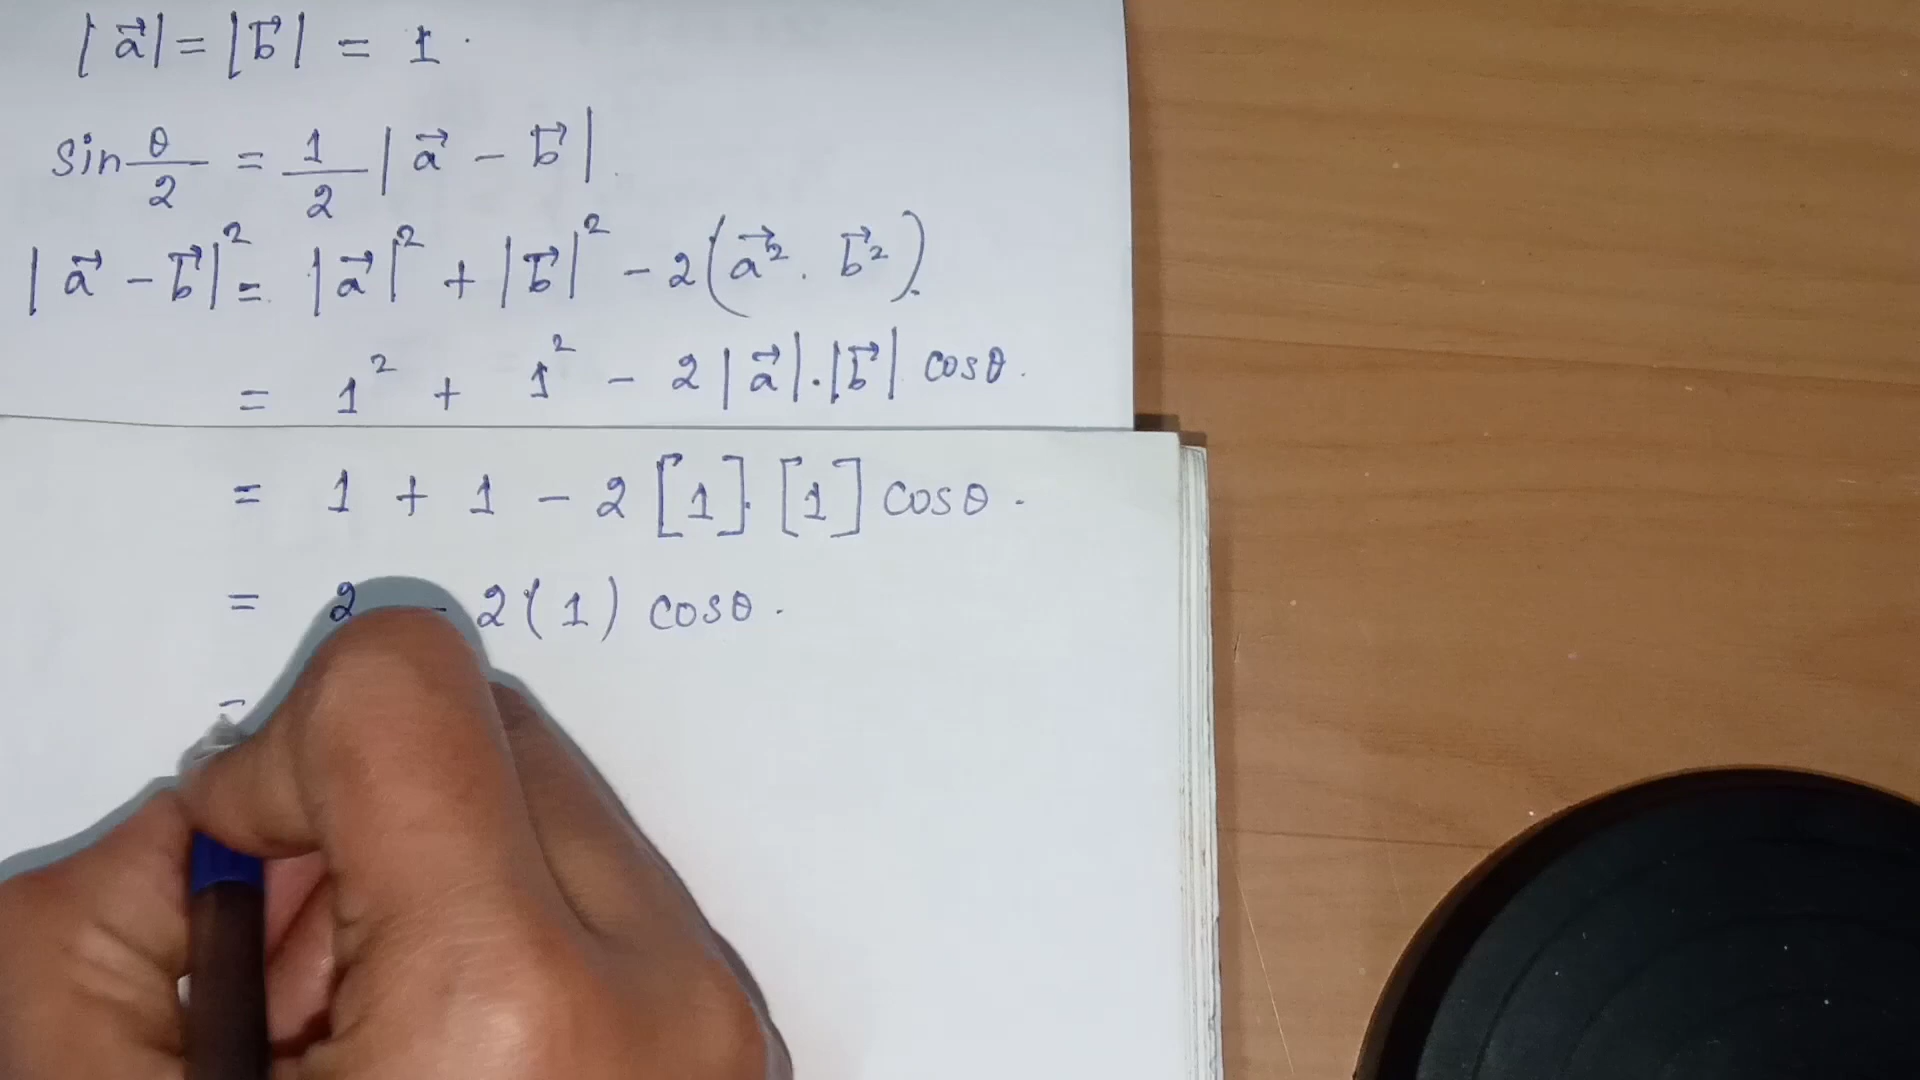 |a⃗| = |b⃗| = 1.
sin θ/2 = 1/2 |a⃗ - b⃗|.
|a⃗ - b⃗|² = |a⃗|² + |b⃗|² - 2(a⃗². b⃗²).
= 1² + 1² - 2|a⃗|.|b⃗| cosθ.
= 1 + 1 - 2[1].[1] cosθ.
= 2 - 2(1) cosθ.